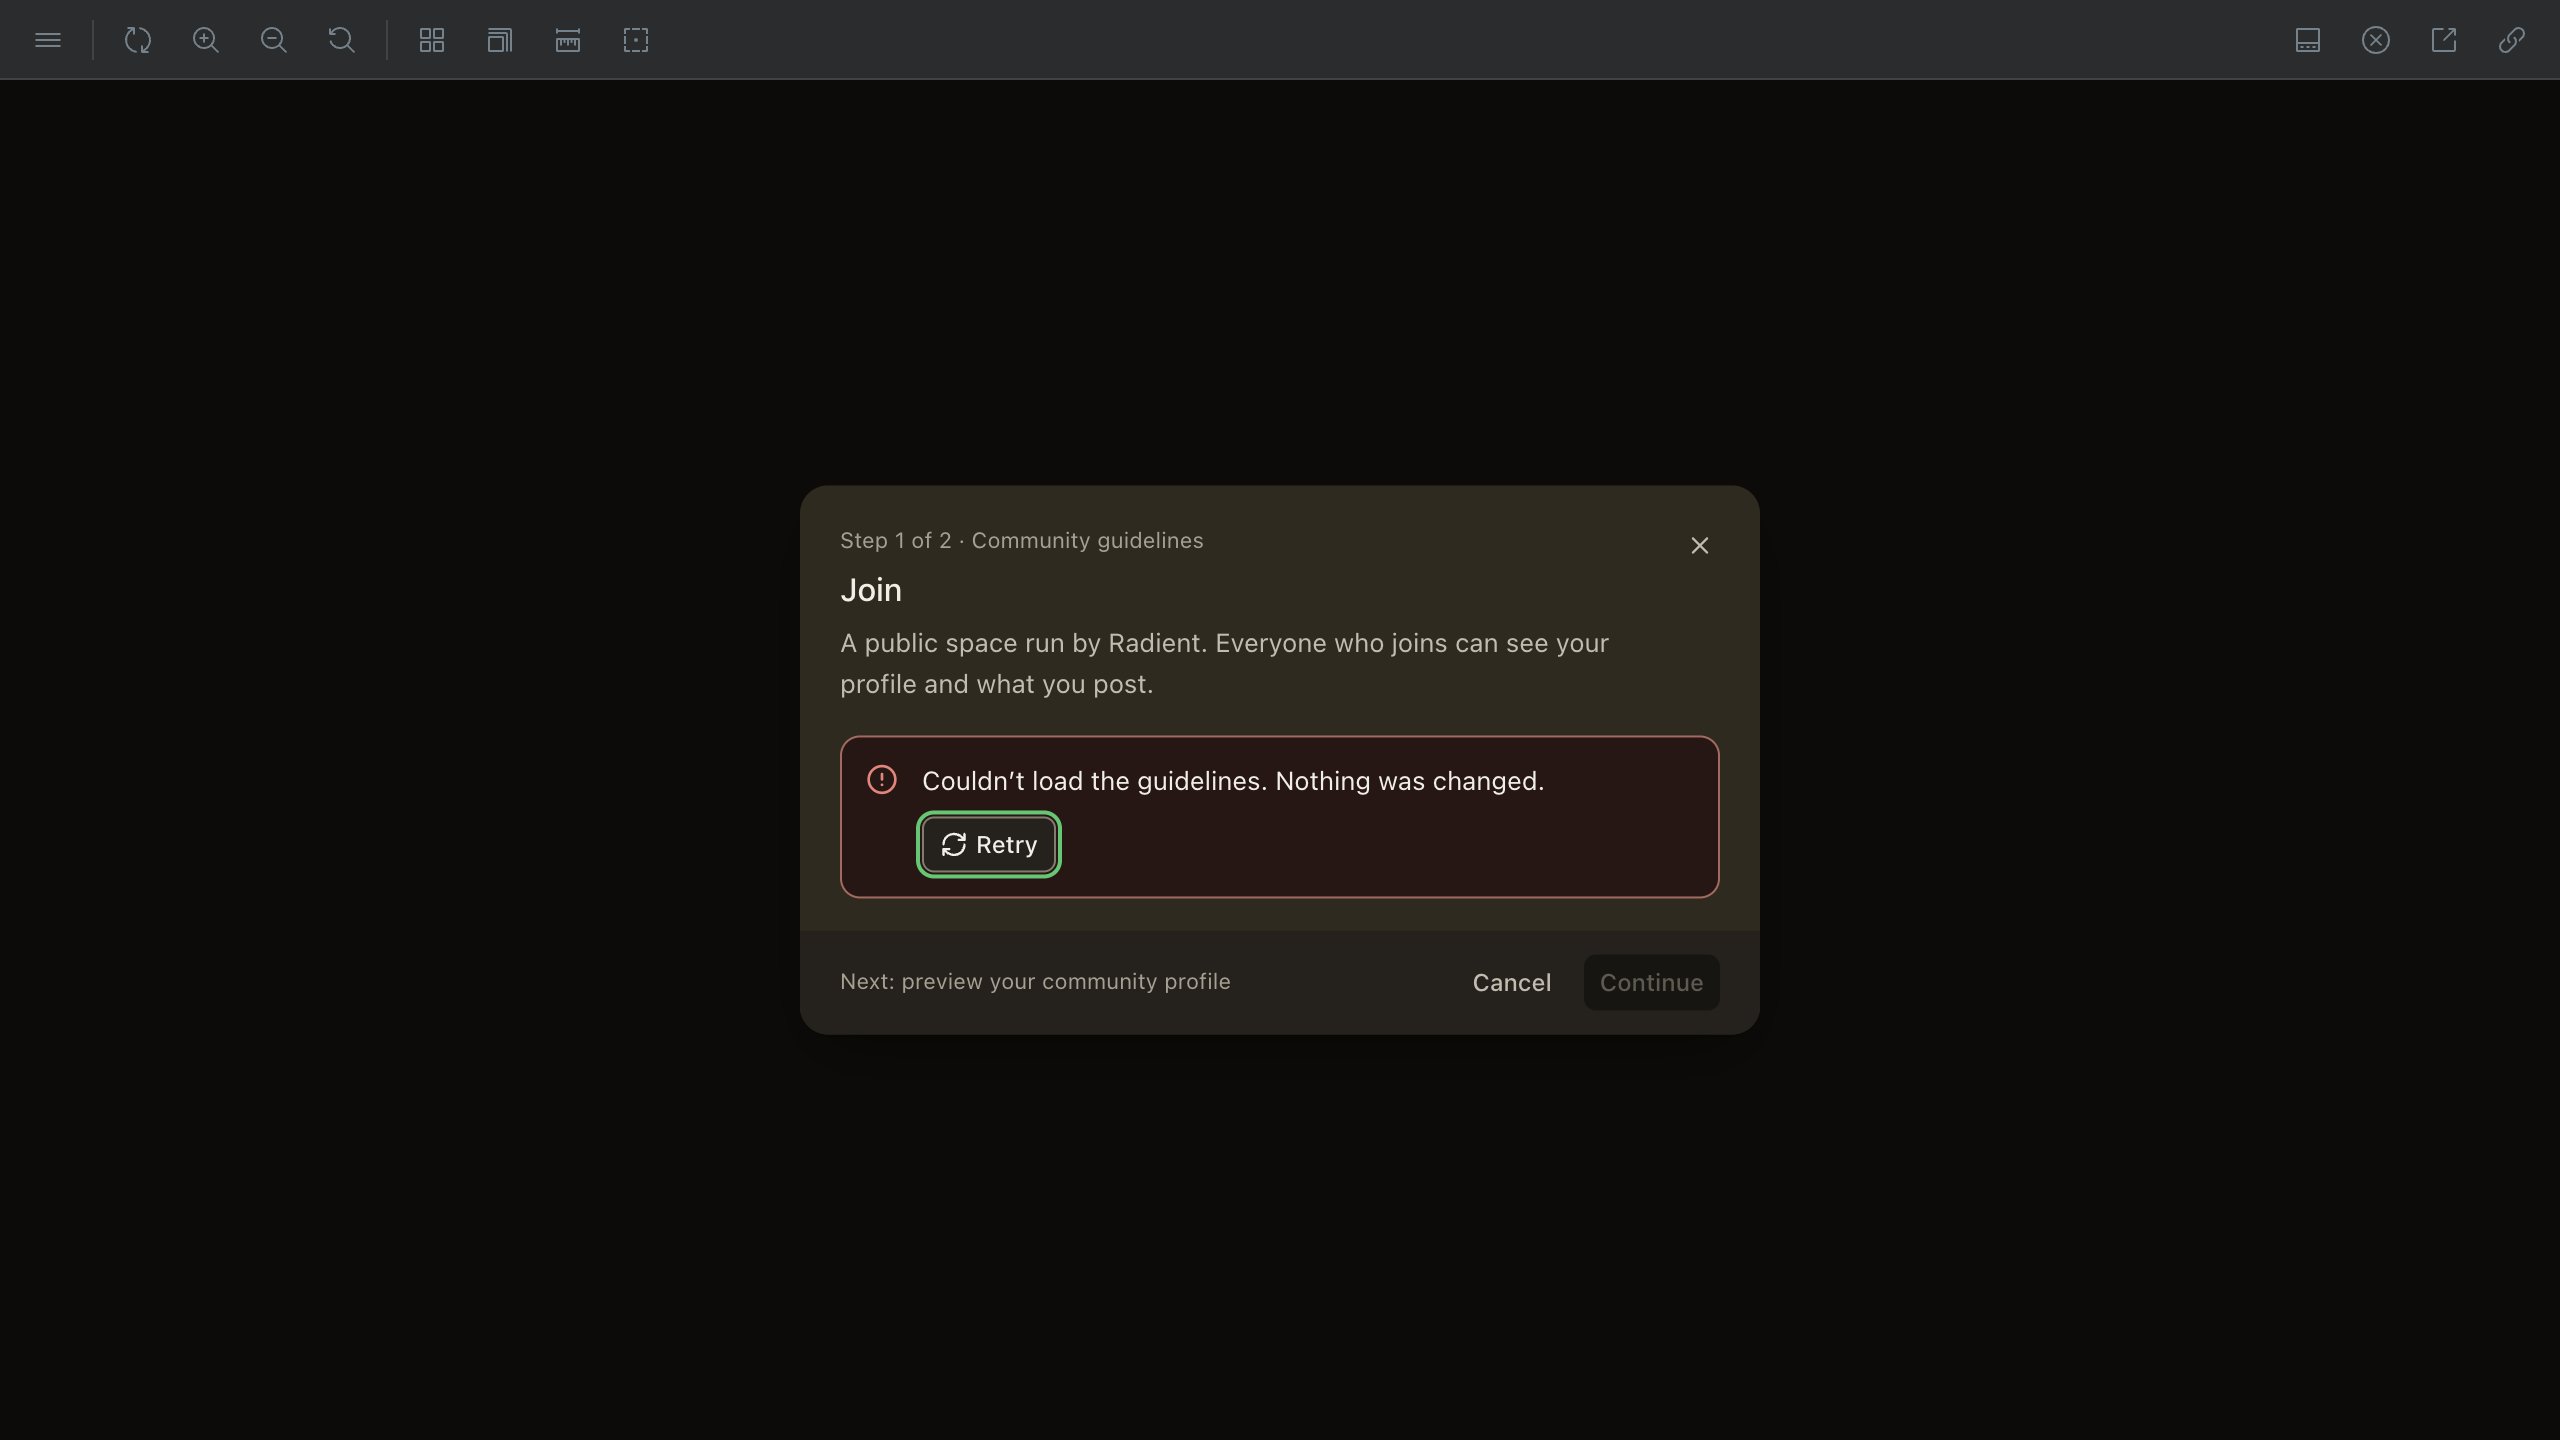 Step 1 of 2 · Community guidelines
Join
A public space run by Radient. Everyone who joins can see your
profile and what you post.
Couldn’t load the guidelines. Nothing was changed.
Retry
Next: preview your community profile
Cancel
Continue